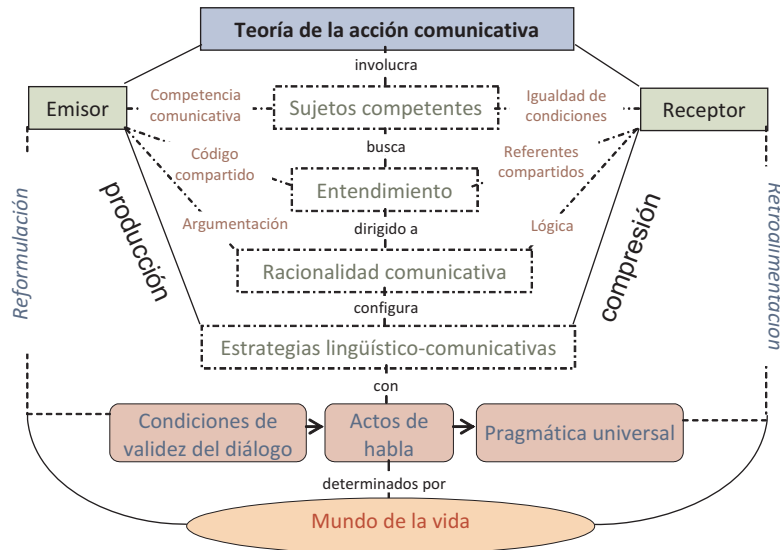 Teoría de la acción comunicativa
involucra
Emisor
Competencia
comunicativa
Sujetos competentes
Igualdad de
condiciones
Receptor
busca
Código
compartido
Referentes
compartidos
Entendimiento
dirigido a
Argumentación
Lógica
Racionalidad comunicativa
configura
Reformulación
producción
compresión
Retroalimentación
Estrategias lingüístico-comunicativas
con
Condiciones de
validez del diálogo
Actos de
habla
Pragmática universal
determinados por
Mundo de la vida